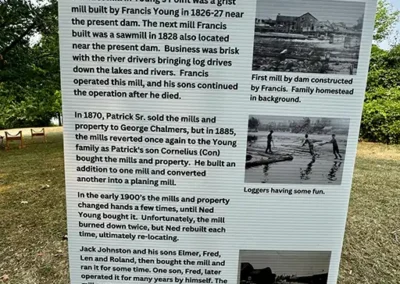 mill built by Francis Young in 1826-27 near
the present dam. The next mill Francis
built was a sawmill in 1828 also located
near the present dam. Business was brisk
with the river drivers bringing log drives
down the lakes and rivers. Francis
operated this mill, and his sons continued
the operation after he died.
First mill by dam constructed
by Francis. Family homestead
in background.
In 1870, Patrick Sr. sold the mills and
property to George Chalmers, but in 1885,
the mills reverted once again to the Young
family as Patrick's son Cornelius (Con)
bought the mills and property. He built an
addition to one mill and converted
another into a planing mill.
Loggers having some fun.
In the early 1900's the mills and property
changed hands a few times, until Ned
Young bought it. Unfortunately, the mill
burned down twice, but Ned rebuilt each
time, ultimately re-locating.
Jack Johnston and his sons Elmer, Fred,
Len and Roland, then bought the mill and
ran it for some time. One son, Fred, later
operated it for many years by himself. The